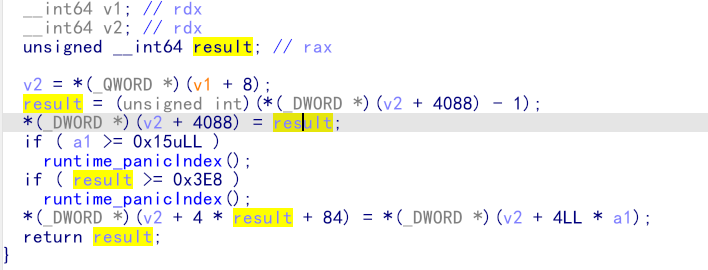 __int64 v1; // rdx
__int64 v2; // rdx
unsigned __int64 result; // rax
v2 = *(_QWORD *)(v1 + 8);
result = (unsigned int)(*(_DWORD *)(v2 + 4088) - 1);
*(_DWORD *)(v2 + 4088) = result;
if ( a1 >= 0x15uLL )
runtime_panicIndex();
if ( result >= 0x3E8 )
runtime_panicIndex();
*(_DWORD *)(v2 + 4 * result + 84) = *(_DWORD *)(v2 + 4LL * a1);
return result;
}